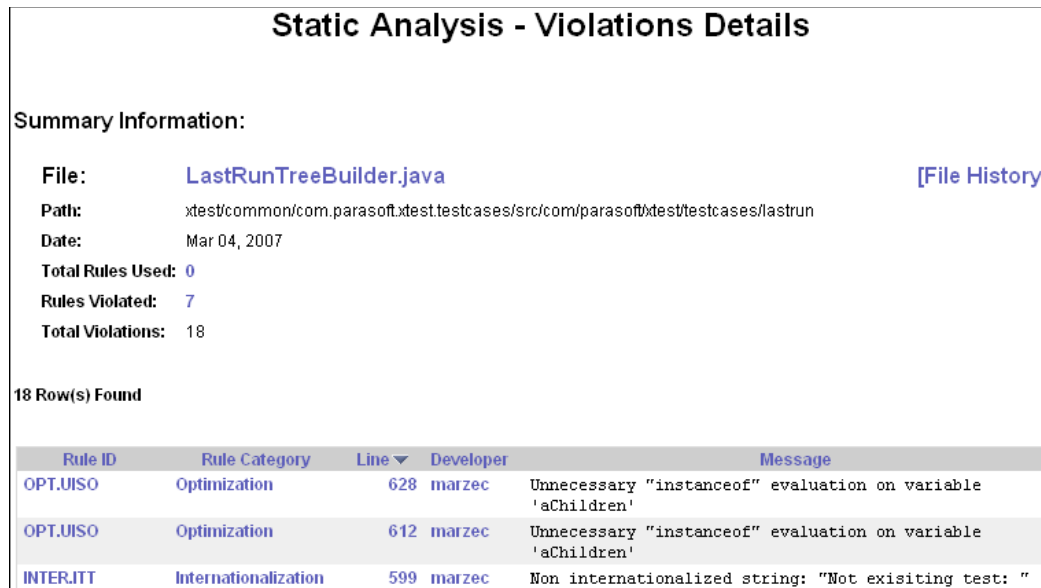 Static Analysis - Violations Details
Summary Information:
File: LastRunTreeBuilder.java [File History
Path: xtest/common/com.parasoft.xtest.testcases/src/com/parasoft/xtest/testcases/lastrun
Date: Mar 04, 2007
Total Rules Used: 0
Rules Violated: 7
Total Violations: 18
18 Row(s) Found
Rule ID Rule Category Line Developer Message
OPT.UISO Optimization 628 marzec Unnecessary "instanceof" evaluation on variable
'aChildren'
OPT.UISO Optimization 612 marzec Unnecessary "instanceof" evaluation on variable
'aChildren'
INTER.ITT Internationalization 599 marzec Non internationalized string: "Not exisiting test: "